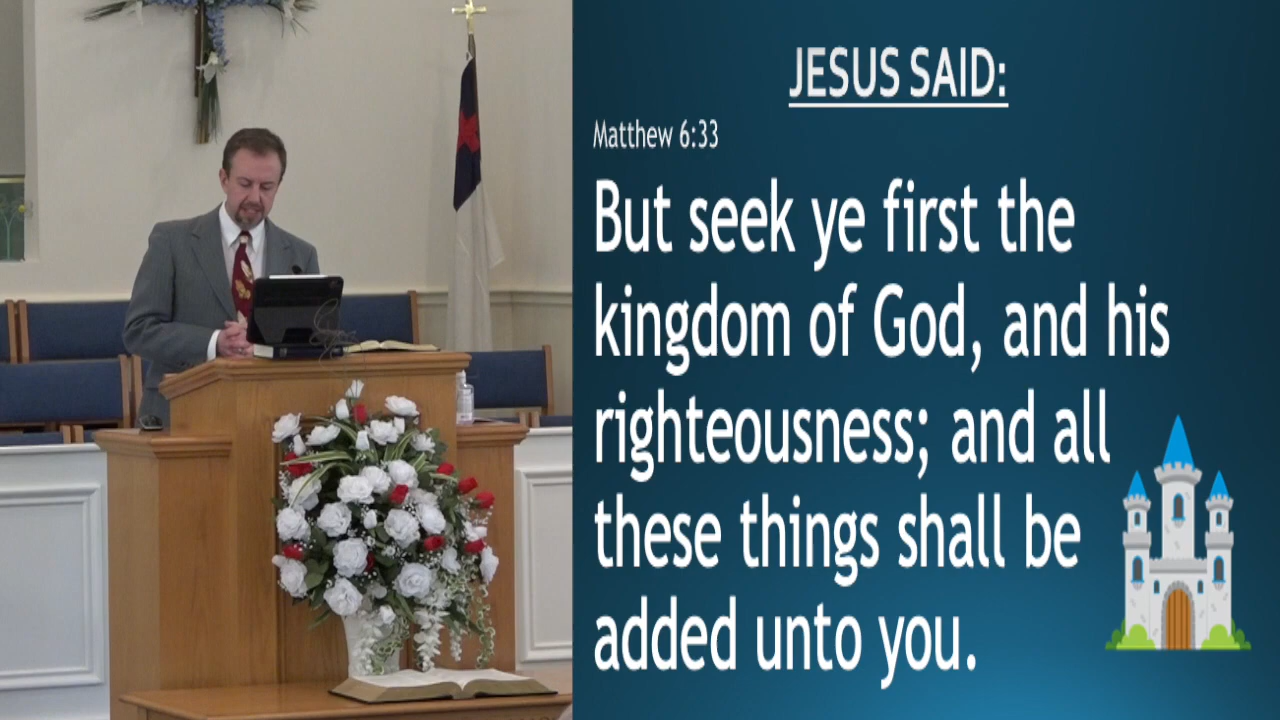 JESUS SAID:
Matthew 6:33
But seek ye first the
kingdom of God, and his
righteousness; and all
these things shall be
added unto you.